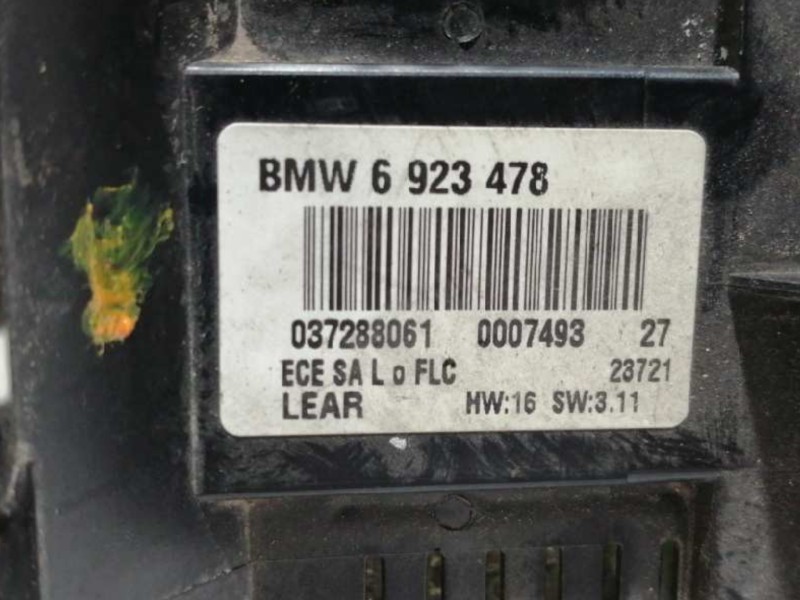 BMW 6 923 478
037288061 0007493 27
ECE SA L o FLC 23721
LEAR HW:16 SW:3.11